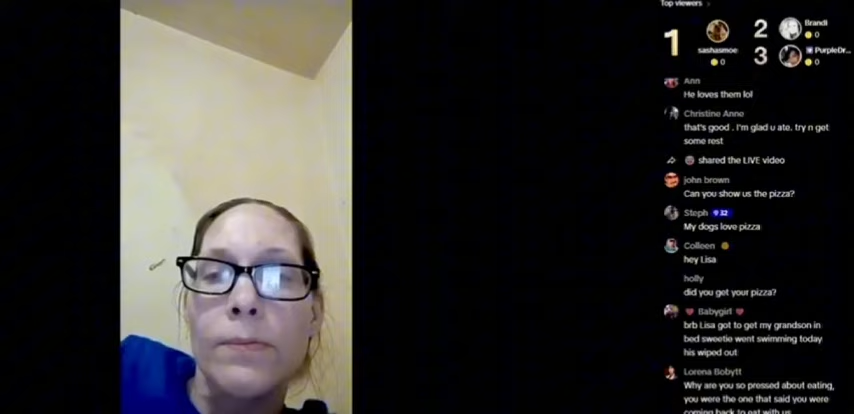 Top viewers
1
sashasmoe
0
2
Brandi
0
3
PurpleDr...
0
Ann
He loves them lol
Christine Anne
that's good . I'm glad u ate. try n get
some rest
shared the LIVE video
john brown
Can you show us the pizza?
Steph 32
My dogs love pizza
Colleen
hey Lisa
holly
did you get your pizza?
Babygirl
brb Lisa got to get my grandson in
bed sweetie went swimming today
his wiped out
Lorena Bobytt
Why are you so pressed about eating,
you were the one that said you were
coming back to eat with us